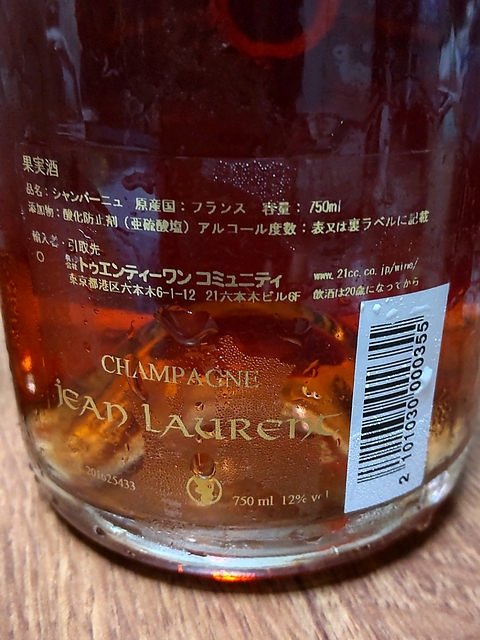 果実酒
品名：シャンパーニュ 原産国：フランス 容量：750ml
添加物：酸化防止剤（亜硫酸塩）アルコール度数：表又は裏ラベルに記載
輸入者 引取先
株式会社トゥエンティーワン コミュニティ www.21cc.co.jp/wine/
東京都港区六本木6-1-12 21六本木ビル6F 飲酒は20歳になってから
CHAMPAGNE
JEAN LAURENT
201025433
750 ml 12% vol
2 101030 000355